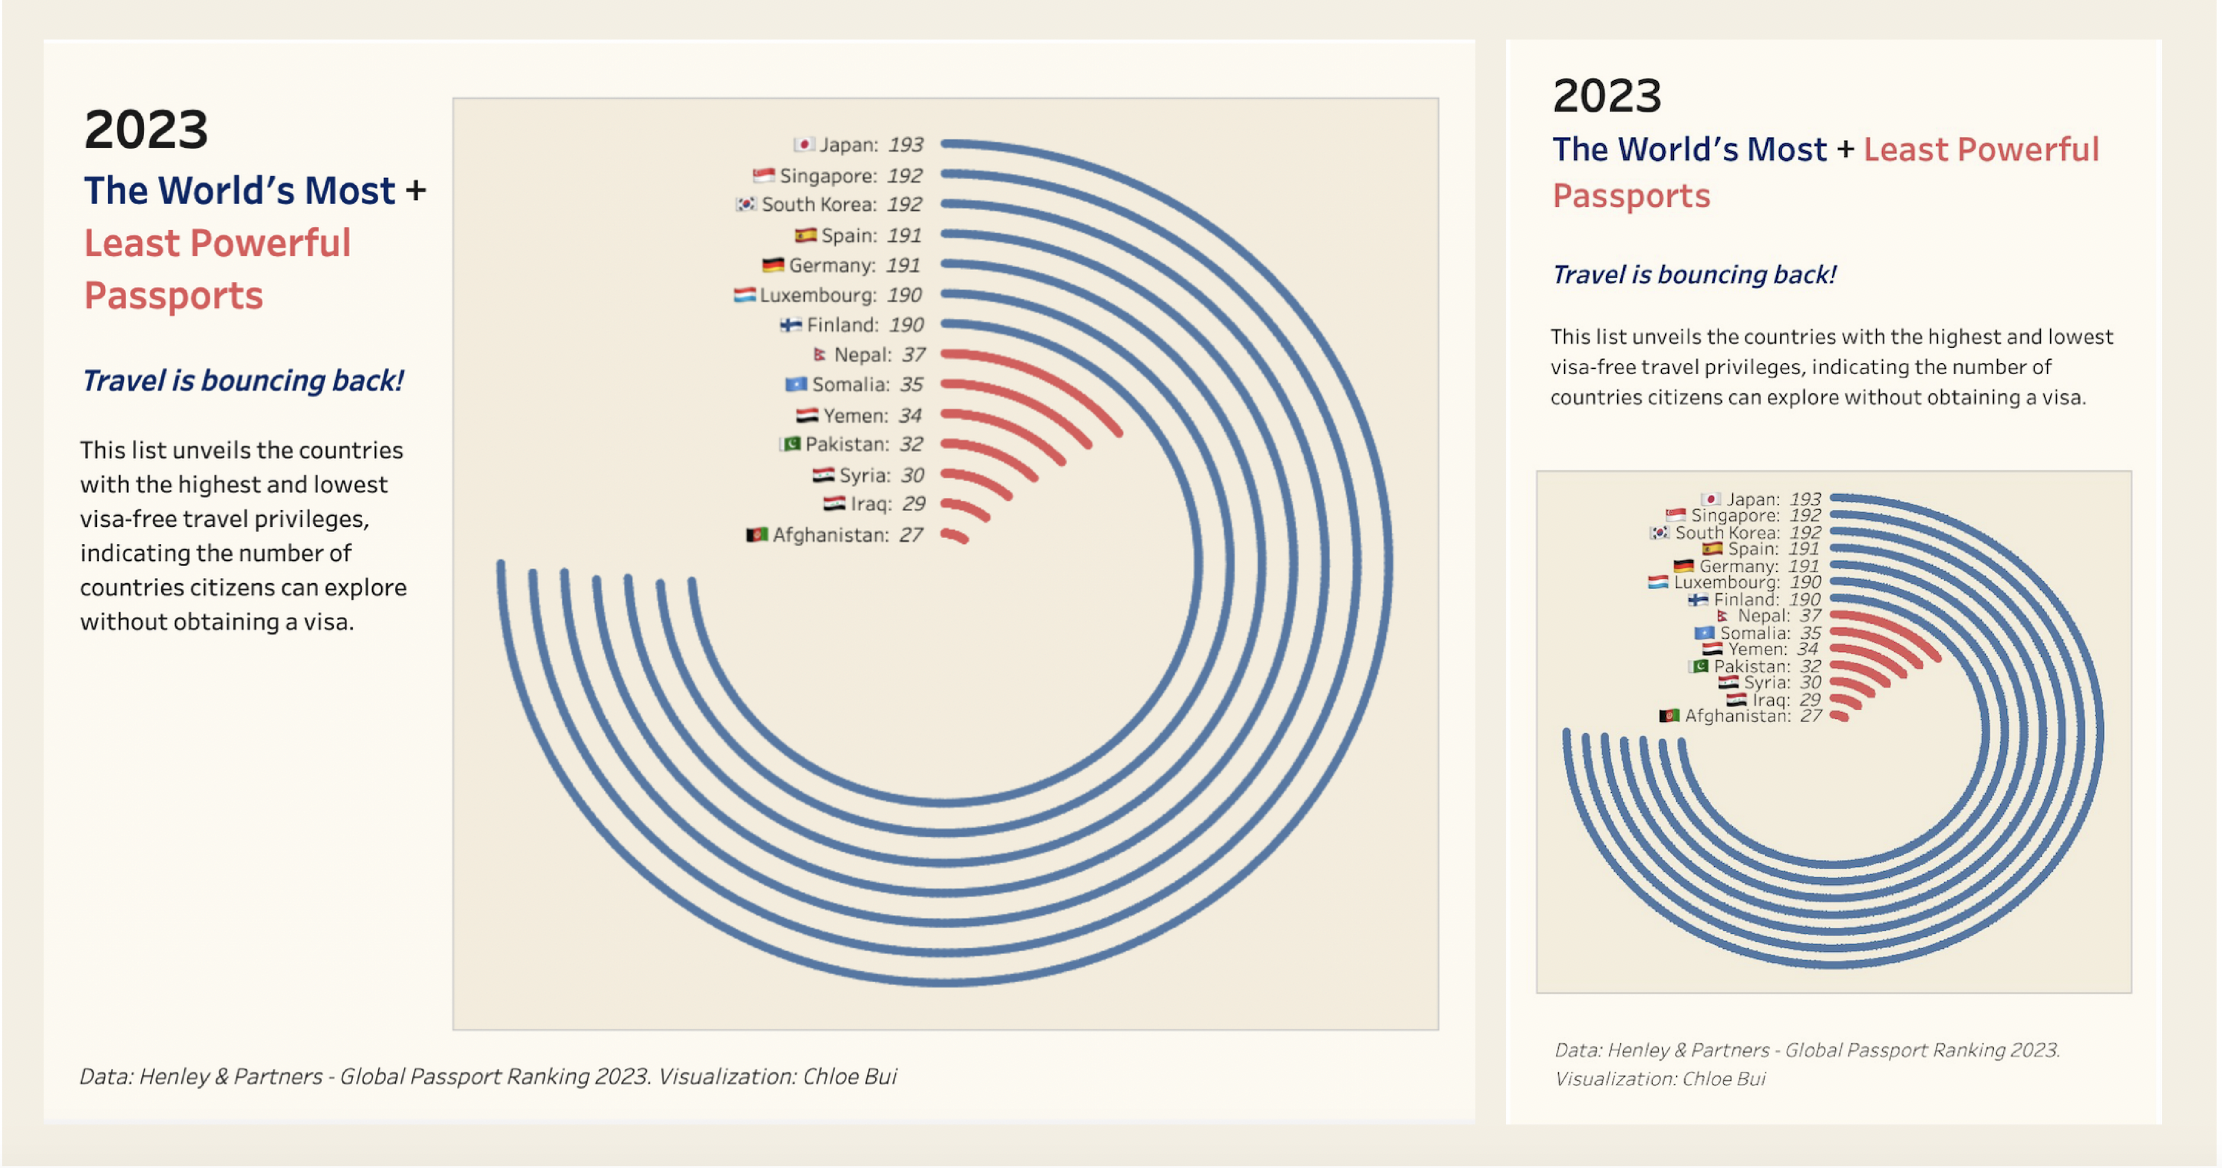 2023
The World's Most +
Least Powerful
Passports
Travel is bouncing back!
This list unveils the countries
with the highest and lowest
visa-free travel privileges,
indicating the number of
countries citizens can explore
without obtaining a visa.
Japan: 193
Singapore: 192
South Korea: 192
Spain: 191
Germany: 191
Luxembourg: 190
Finland: 190
Nepal: 37
Somalia: 35
Yemen: 34
Pakistan: 32
Syria: 30
Iraq: 29
Afghanistan: 27
Data: Henley & Partners - Global Passport Ranking 2023. Visualization: Chloe Bui
2023
The World's Most + Least Powerful
Passports
Travel is bouncing back!
This list unveils the countries with the highest and lowest
visa-free travel privileges, indicating the number of
countries citizens can explore without obtaining a visa.
Japan: 193
Singapore: 192
South Korea: 192
Spain: 191
Germany: 191
Luxembourg: 190
Finland: 190
Nepal: 37
Somalia: 35
Yemen: 34
Pakistan: 32
Syria: 30
Iraq: 29
Afghanistan: 27
Data: Henley & Partners - Global Passport Ranking 2023.
Visualization: Chloe Bui